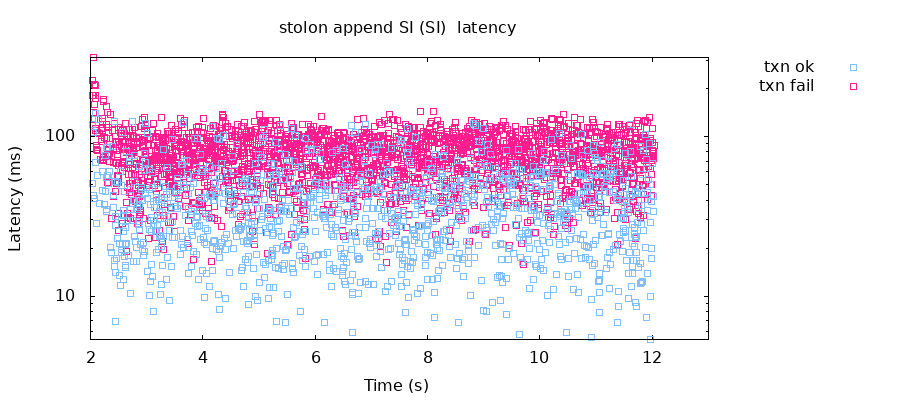 stolon append SI (SI)  latency
txn ok
txn fail
Latency (ms)
100
10
2 4 6 8 10 12
Time (s)